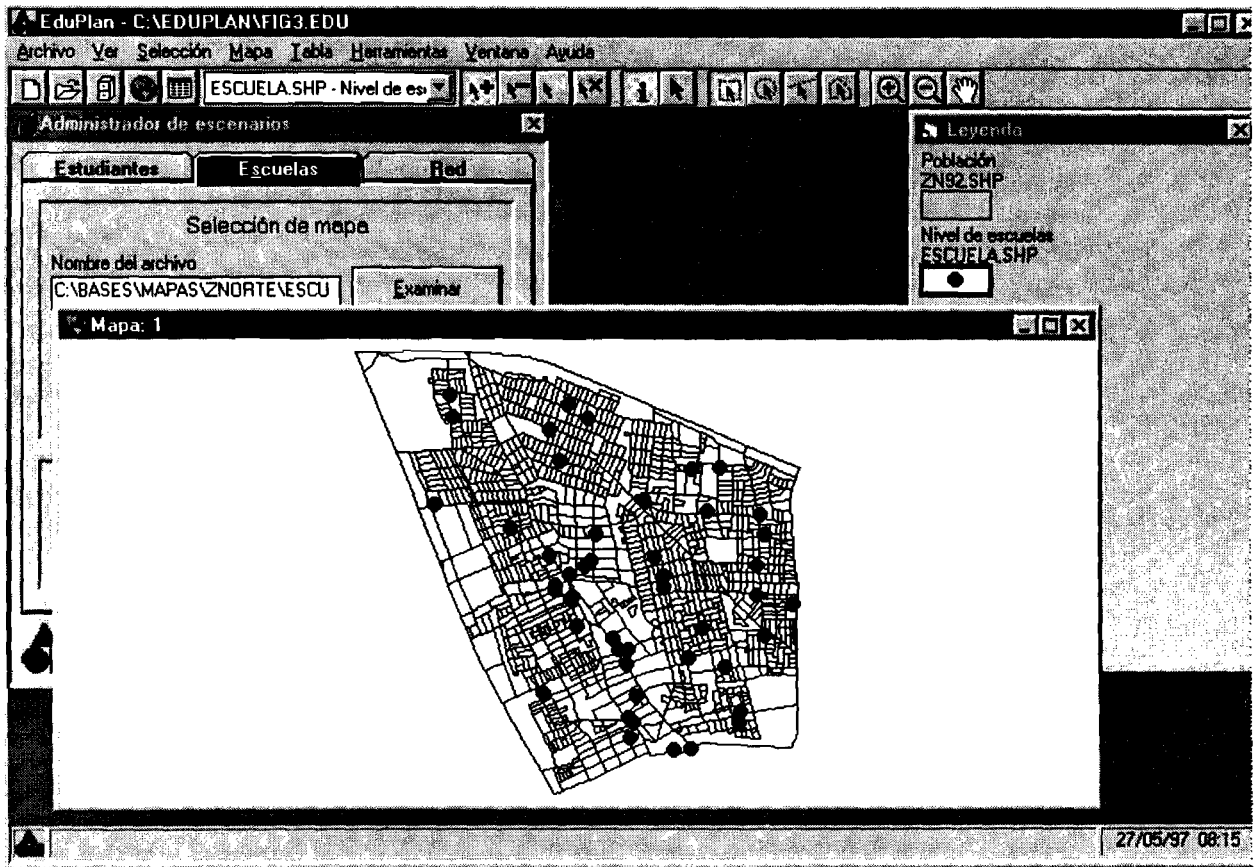 EduPlan - C:\EDUPLAN\FIG3.EDU
Archivo Ver Selección Mapa Tabla Herramientas Ventana Ayuda
ESCUELA.SHP - Nivel de es
Administrador de escenarios
Estudiantes Escuelas Red
Selección de mapa
Nombre del archivo
C:\BASES\MAPAS\ZNORTE\ESCU
Examinar
Leyenda
Población
ZN92.SHP
Nivel de escuelas
ESCUELA.SHP
Mapa: 1
27/05/97 08:15